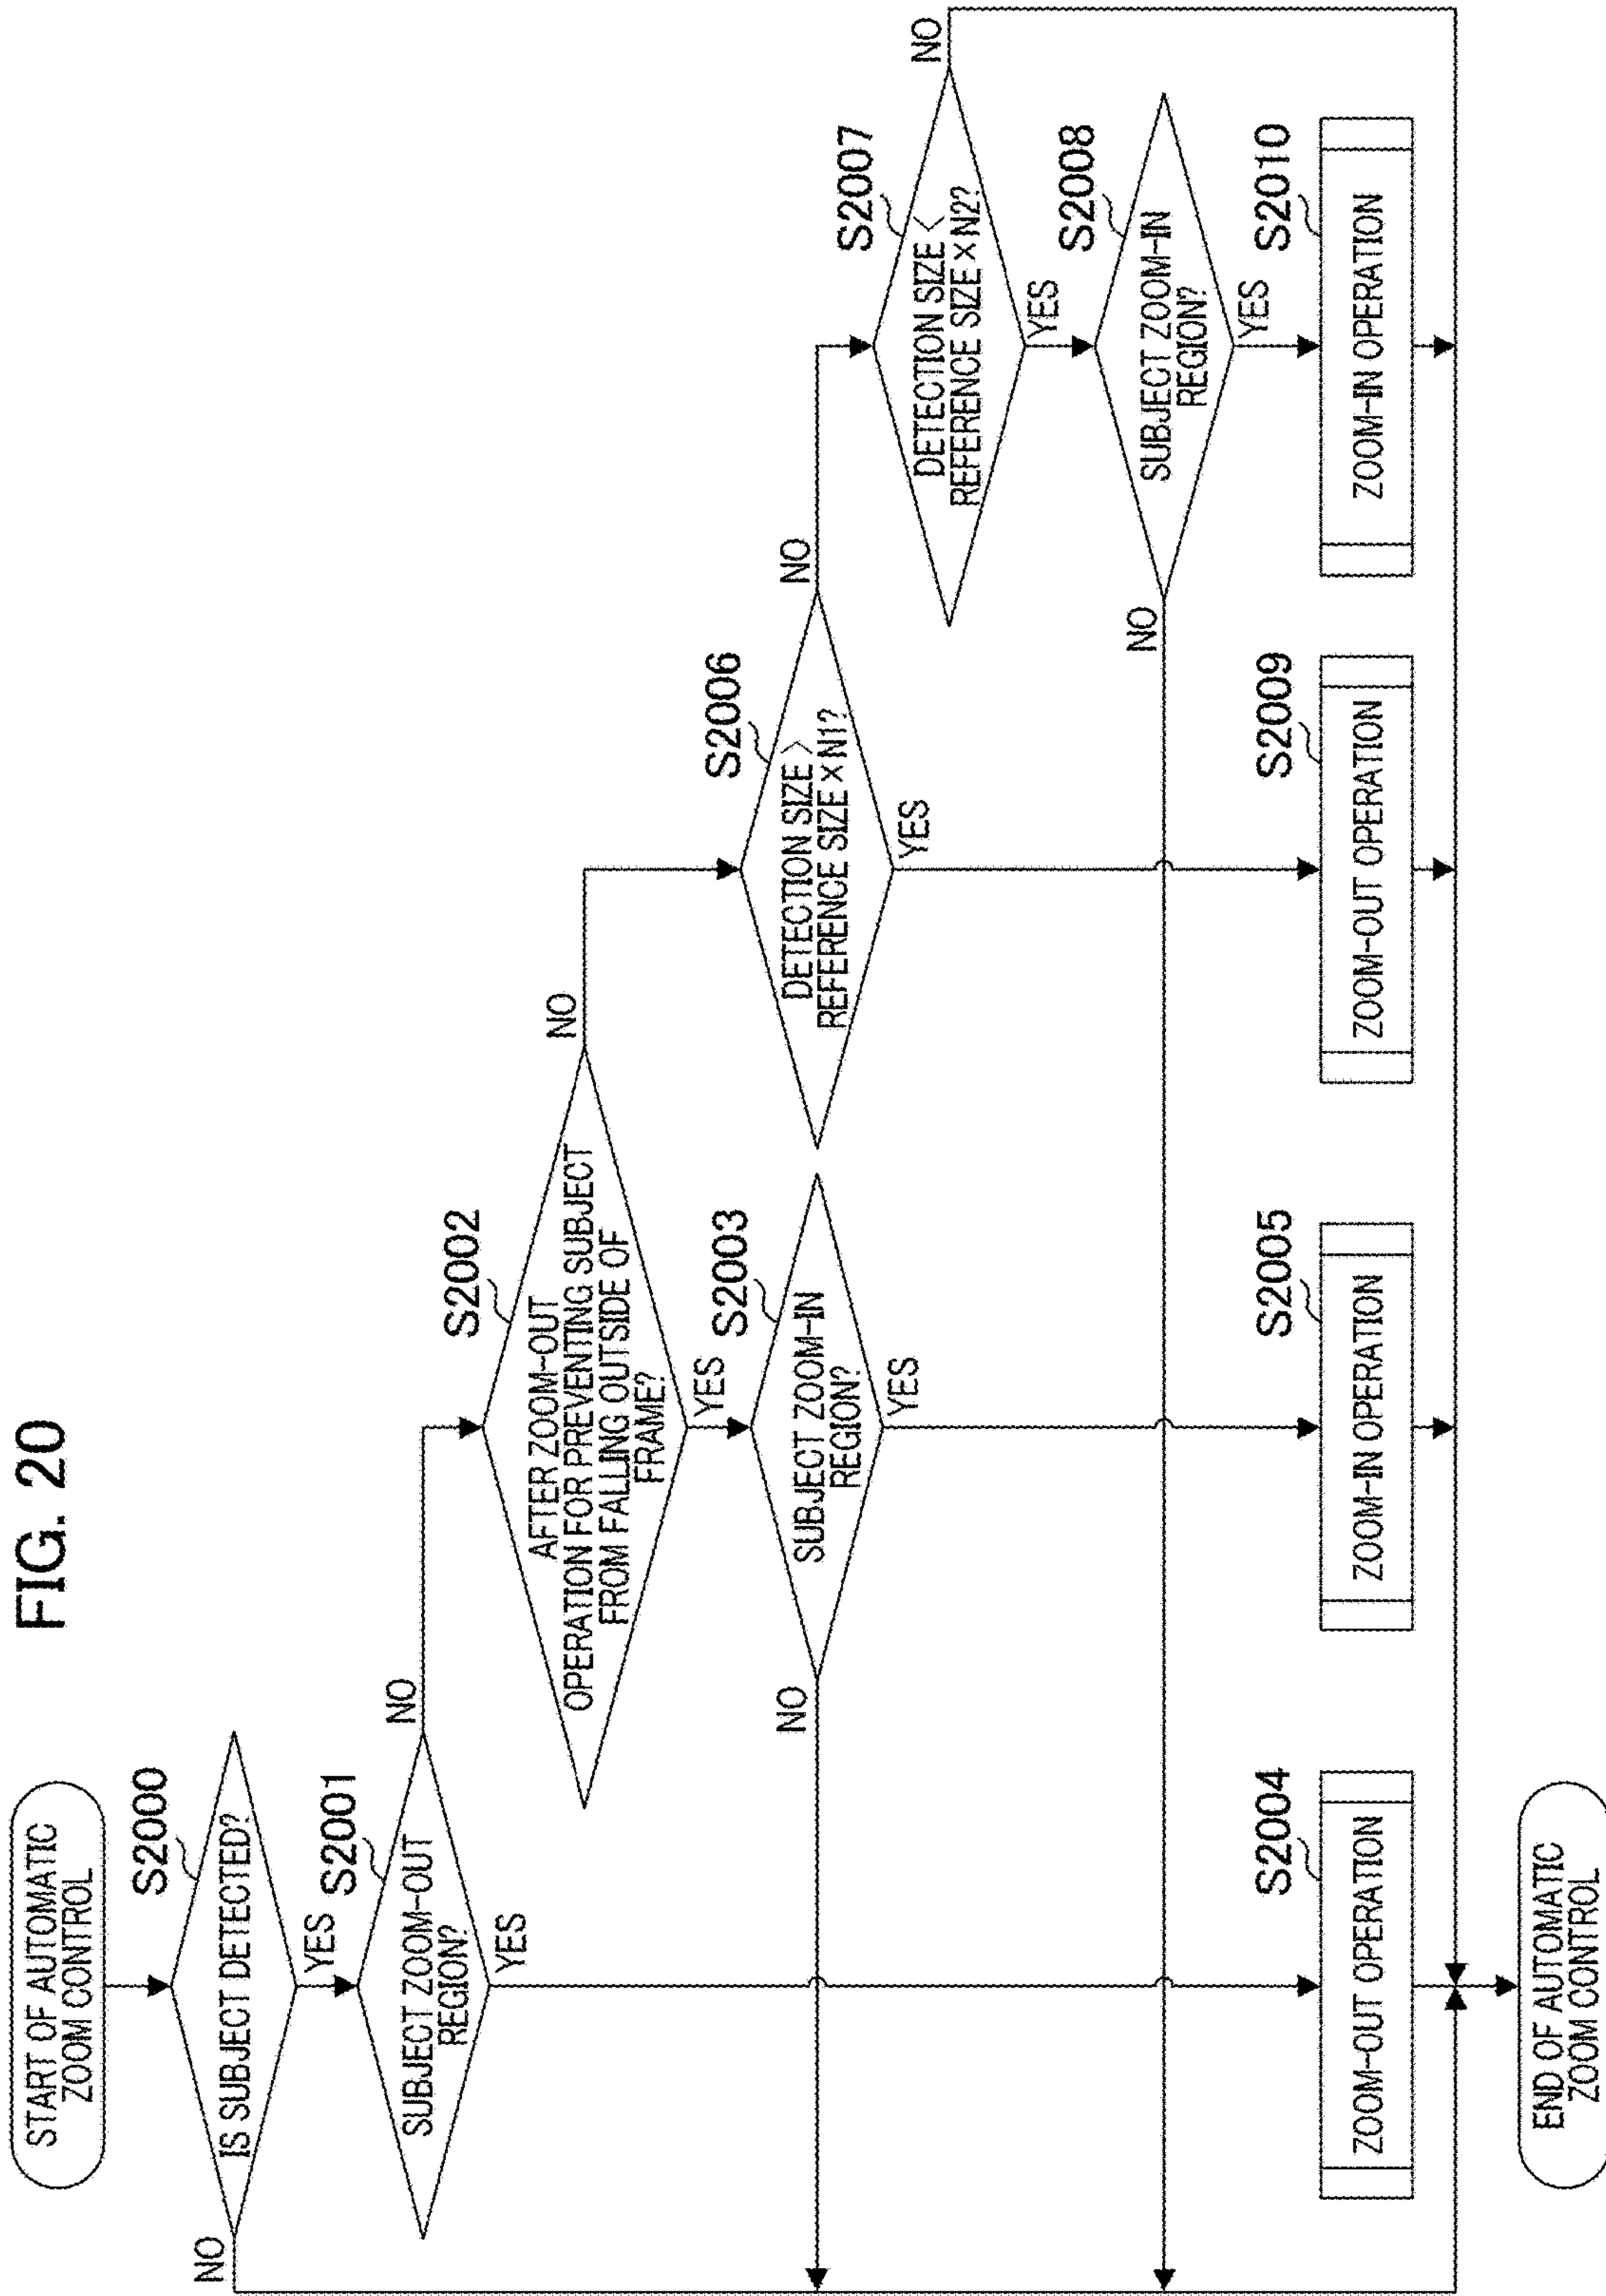 FIG. 20
START OF AUTOMATIC
ZOOM CONTROL
S2000
IS SUBJECT DETECTED?
NO
YES
S2001
SUBJECT ZOOM-OUT
REGION?
NO
YES
S2002
AFTER ZOOM-OUT
OPERATION FOR PREVENTING SUBJECT
FROM FALLING OUTSIDE OF
FRAME?
NO
YES
S2003
SUBJECT ZOOM-IN
REGION?
NO
YES
S2006
DETECTION SIZE >
REFERENCE SIZE × N1?
NO
YES
S2007
DETECTION SIZE <
REFERENCE SIZE × N2?
NO
YES
S2008
SUBJECT ZOOM-IN
REGION?
NO
YES
S2004
ZOOM-OUT OPERATION
S2005
ZOOM-IN OPERATION
S2009
ZOOM-OUT OPERATION
S2010
ZOOM-IN OPERATION
END OF AUTOMATIC
ZOOM CONTROL